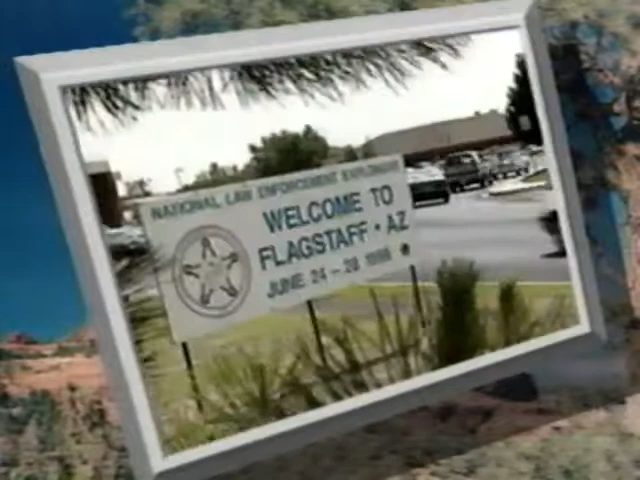 NATIONAL LAW ENFORCEMENT EXPLORERS
WELCOME TO
FLAGSTAFF • AZ
JUNE 24 - 28